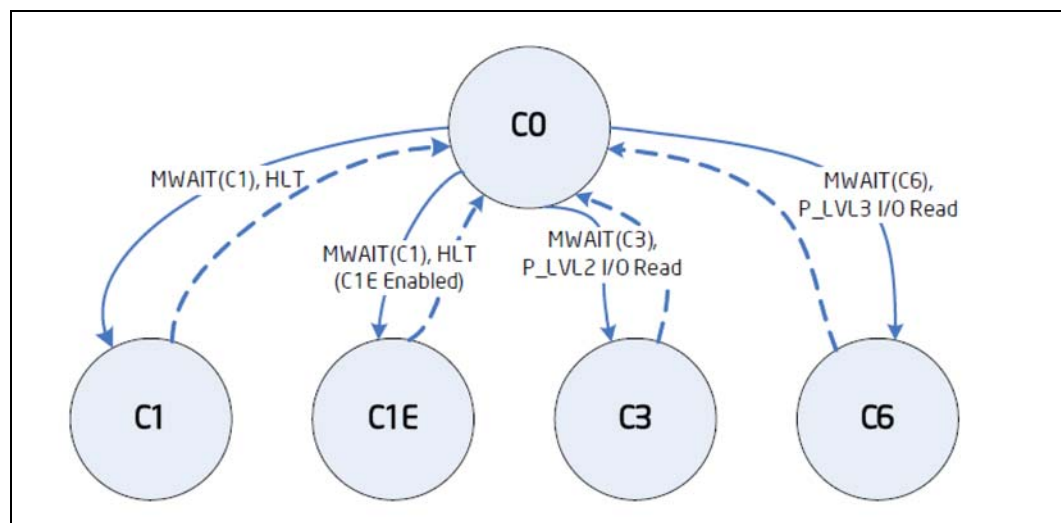 C0
MWAIT(C1), HLT
MWAIT(C1), HLT
(C1E Enabled)
MWAIT(C3),
P_LVL2 I/O Read
MWAIT(C6),
P_LVL3 I/O Read
C1
C1E
C3
C6